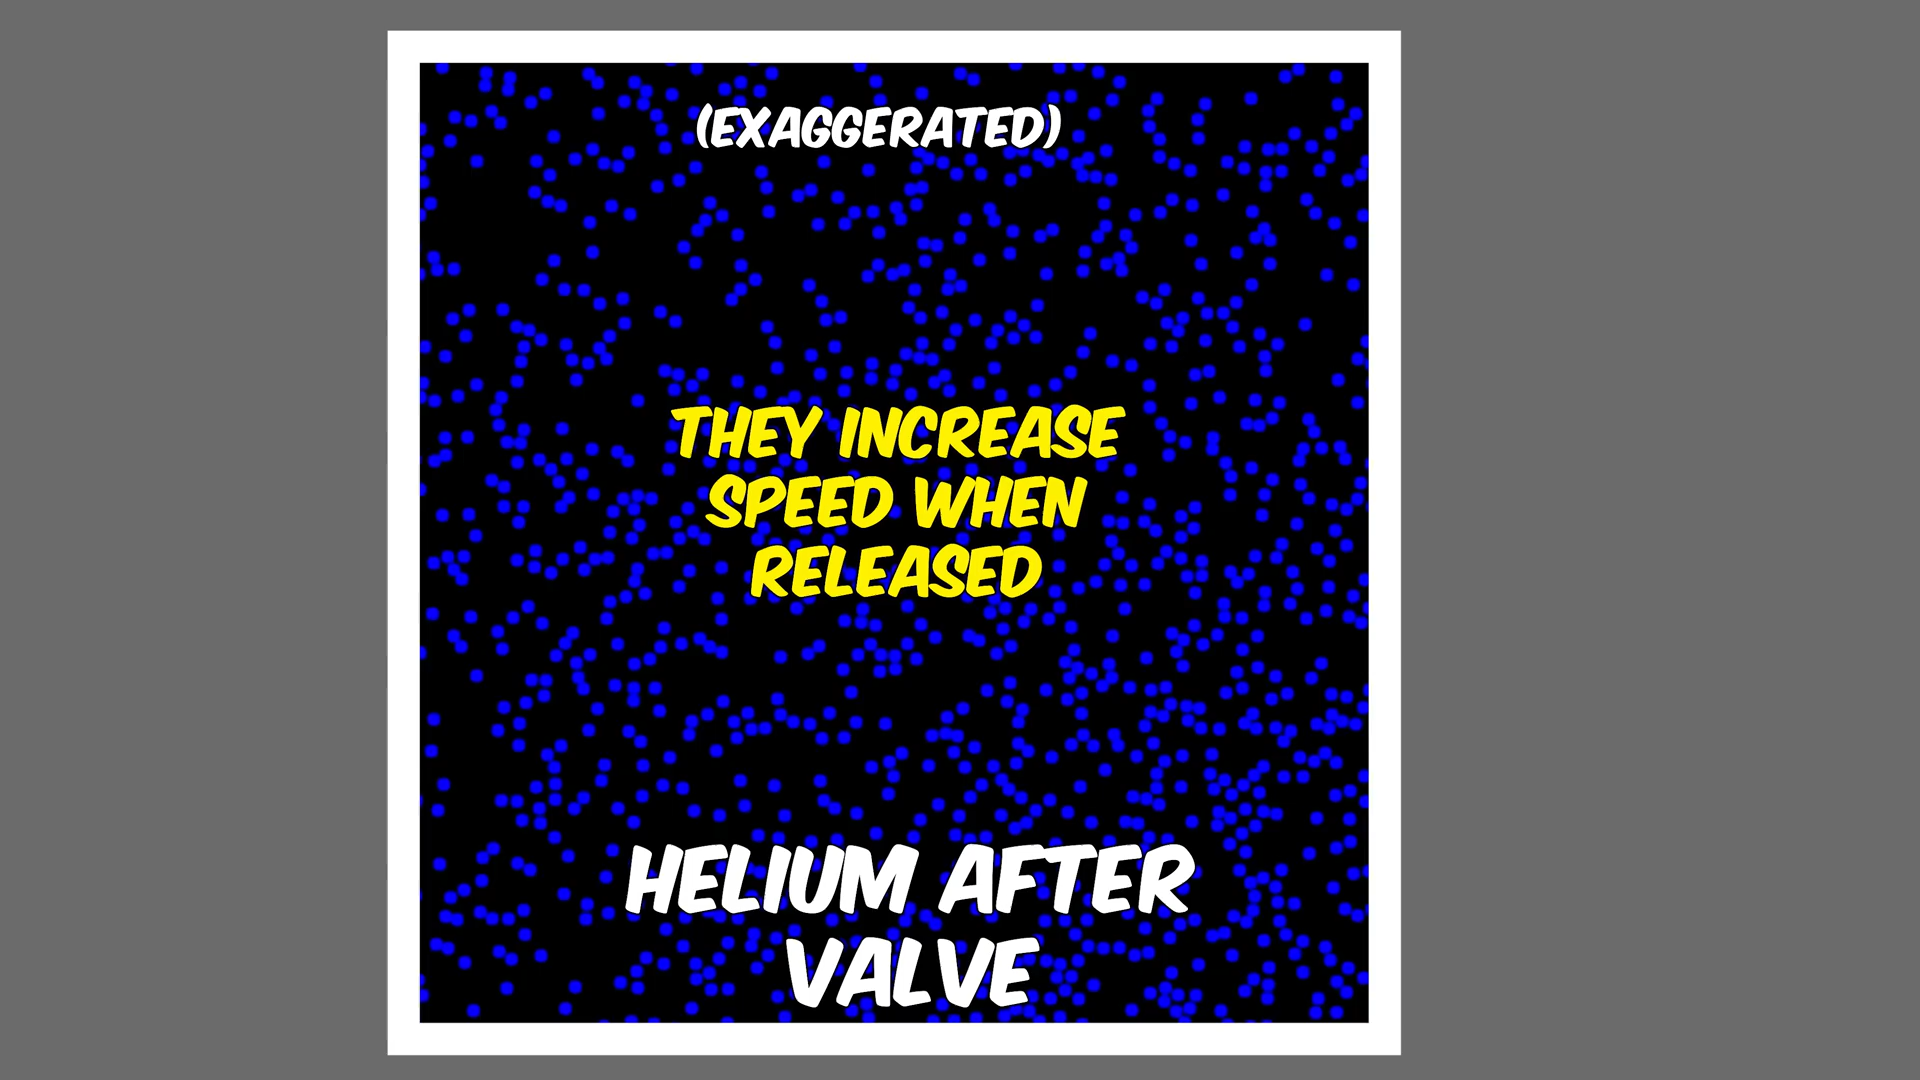 (EXAGGERATED)
THEY INCREASE
SPEED WHEN
RELEASED
HELIUM AFTER
VALVE